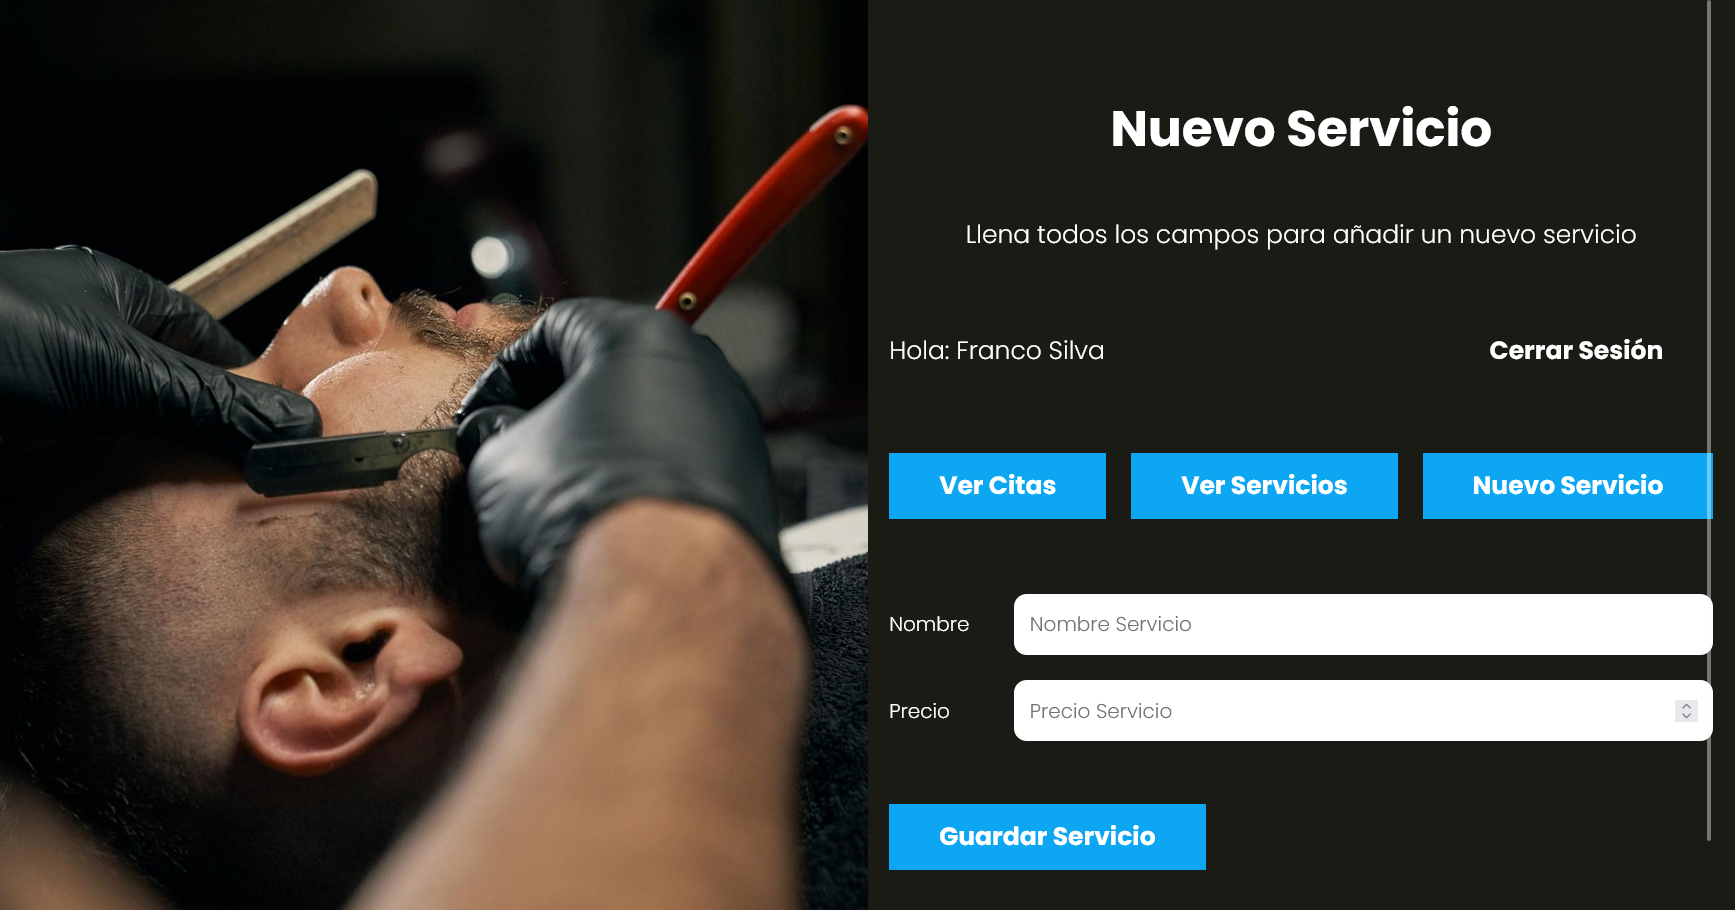 Nuevo Servicio
Llena todos los campos para añadir un nuevo servicio
Hola: Franco Silva
Cerrar Sesión
Ver Citas
Ver Servicios
Nuevo Servicio
Nombre
Nombre Servicio
Precio
Precio Servicio
Guardar Servicio